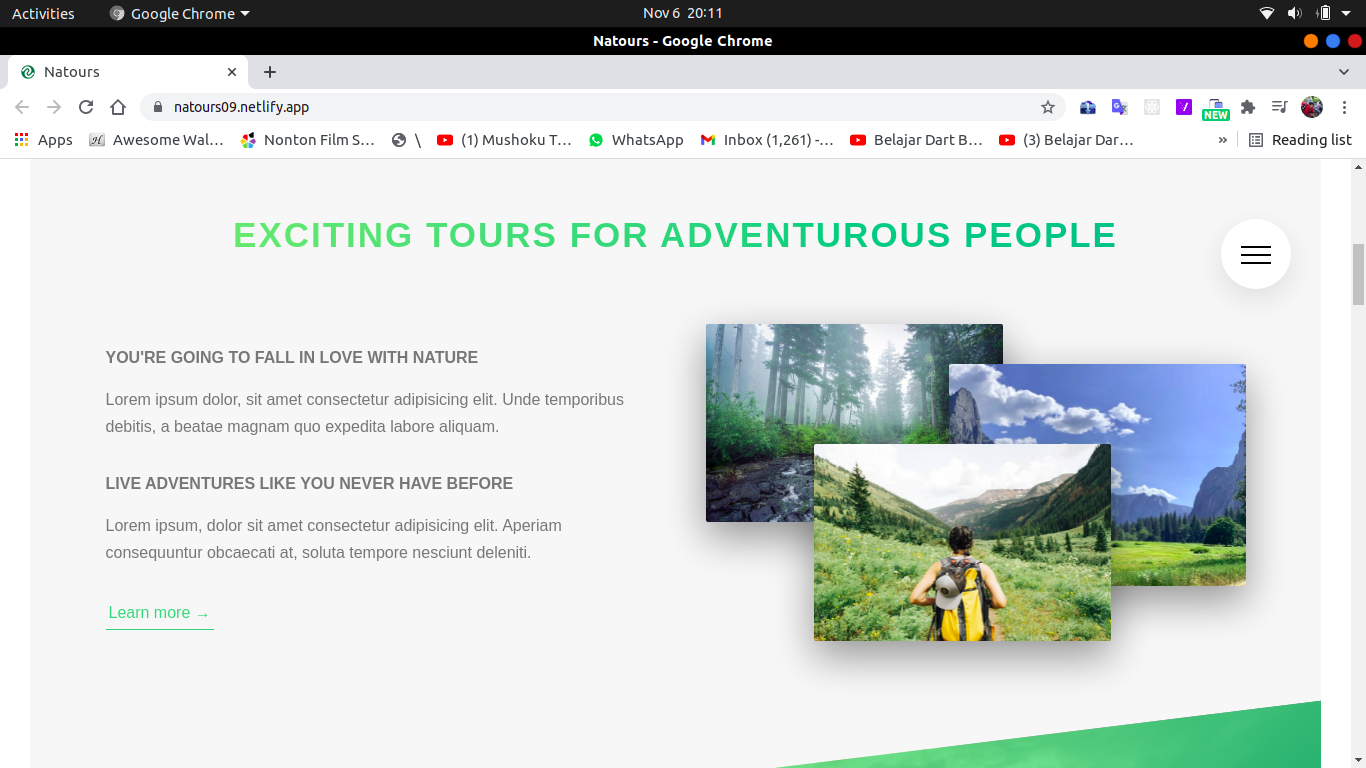 Activities Google Chrome Nov 6 20:11
Natours - Google Chrome
Natours
natours09.netlify.app
NEW
Apps Awesome Wal… Nonton Film S… \ (1) Mushoku T… WhatsApp Inbox (1,261) -… Belajar Dart B… (3) Belajar Dar… » Reading list
EXCITING TOURS FOR ADVENTUROUS PEOPLE
YOU'RE GOING TO FALL IN LOVE WITH NATURE
Lorem ipsum dolor, sit amet consectetur adipisicing elit. Unde temporibus
debitis, a beatae magnam quo expedita labore aliquam.
LIVE ADVENTURES LIKE YOU NEVER HAVE BEFORE
Lorem ipsum, dolor sit amet consectetur adipisicing elit. Aperiam
consequuntur obcaecati at, soluta tempore nesciunt deleniti.
Learn more →